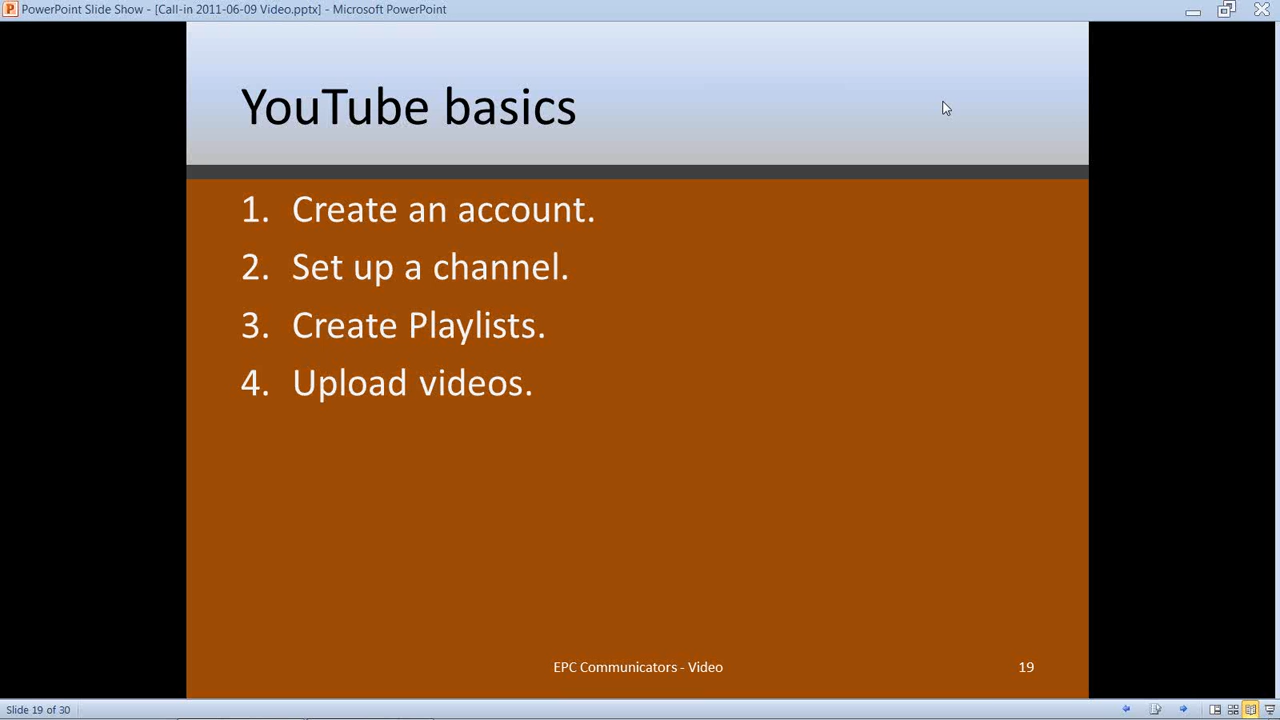 PowerPoint Slide Show - [Call-in 2011-06-09 Video.pptx] - Microsoft PowerPoint
YouTube basics
1. Create an account.
2. Set up a channel.
3. Create Playlists.
4. Upload videos.
EPC Communicators - Video 19
Slide 19 of 30